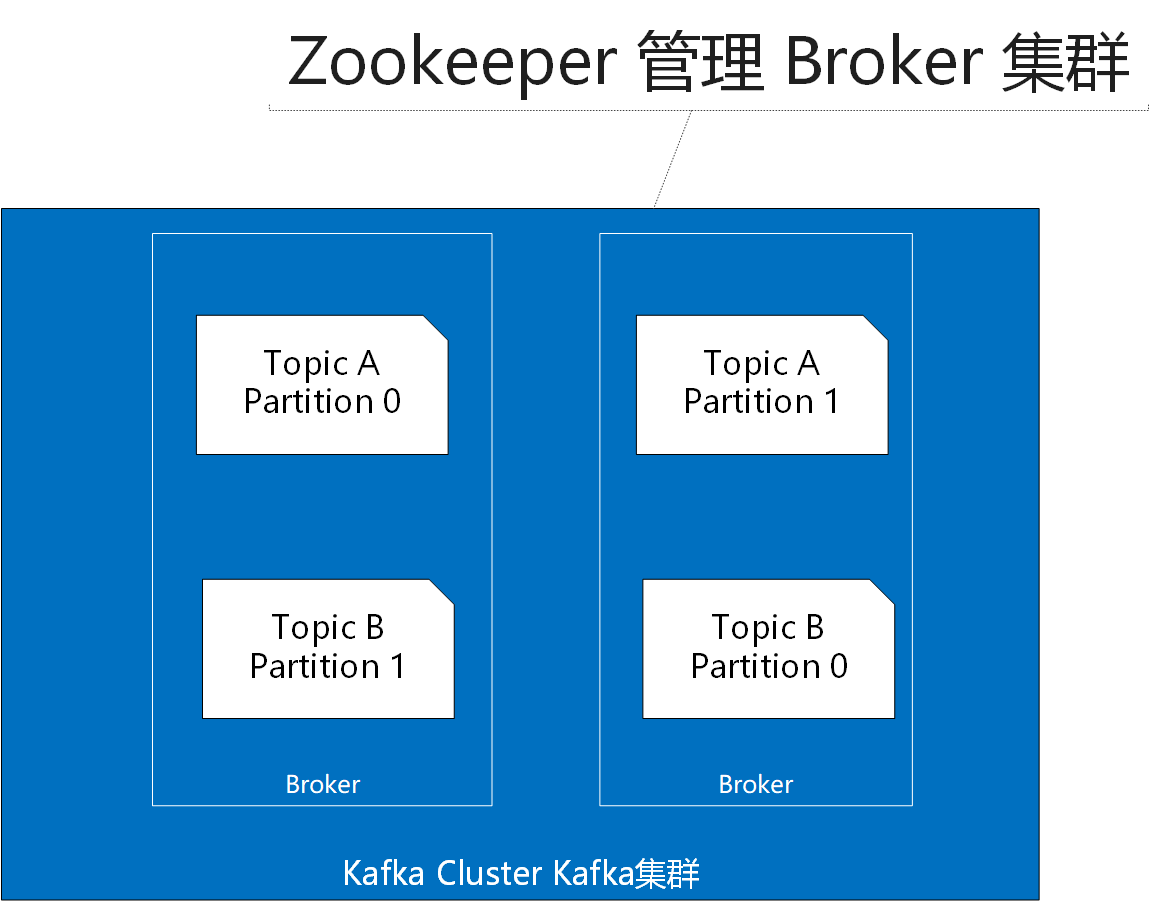 Zookeeper 管理 Broker 集群
Topic A
Partition 0
Topic B
Partition 1
Broker
Topic A
Partition 1
Topic B
Partition 0
Broker
Kafka Cluster Kafka集群